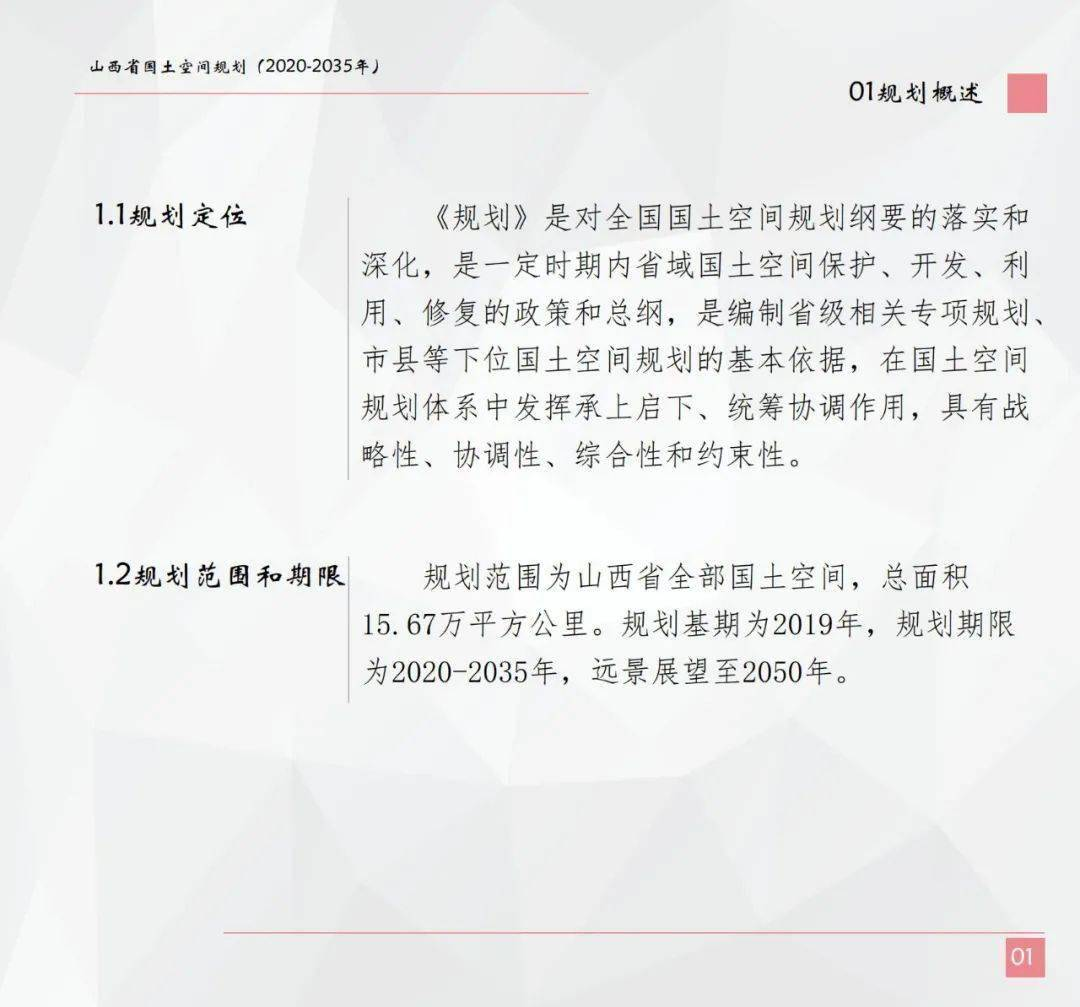 山西省国土空间规划（2020-2035年）
01规划概述
1.1规划定位
《规划》是对全国国土空间规划纲要的落实和
深化，是一定时期内省域国土空间保护、开发、利
用、修复的政策和总纲，是编制省级相关专项规划、
市县等下位国土空间规划的基本依据，在国土空间
规划体系中发挥承上启下、统筹协调作用，具有战
略性、协调性、综合性和约束性。
1.2规划范围和期限
规划范围为山西省全部国土空间，总面积
15.67万平方公里。规划基期为2019年，规划期限
为2020-2035年，远景展望至2050年。
01